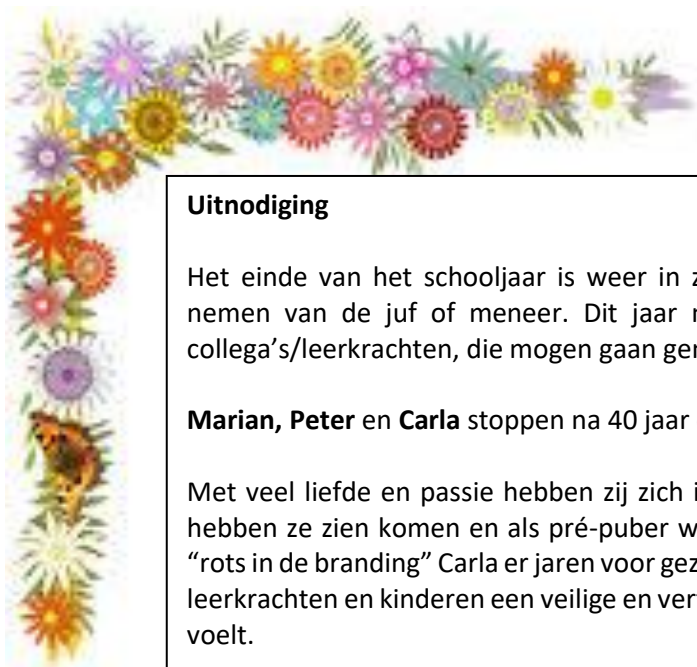 Uitnodiging
Het einde van het schooljaar is weer in
nemen van de juf of meneer. Dit jaar
collega's/leerkrachten, die mogen gaan
Marian, Peter en Carla stoppen na 40 jaar
Met veel liefde en passie hebben zij zich
hebben ze zien komen en als pré-puber
“rots in de branding” Carla er jaren voor
leerkrachten en kinderen een veilige en
voelt.